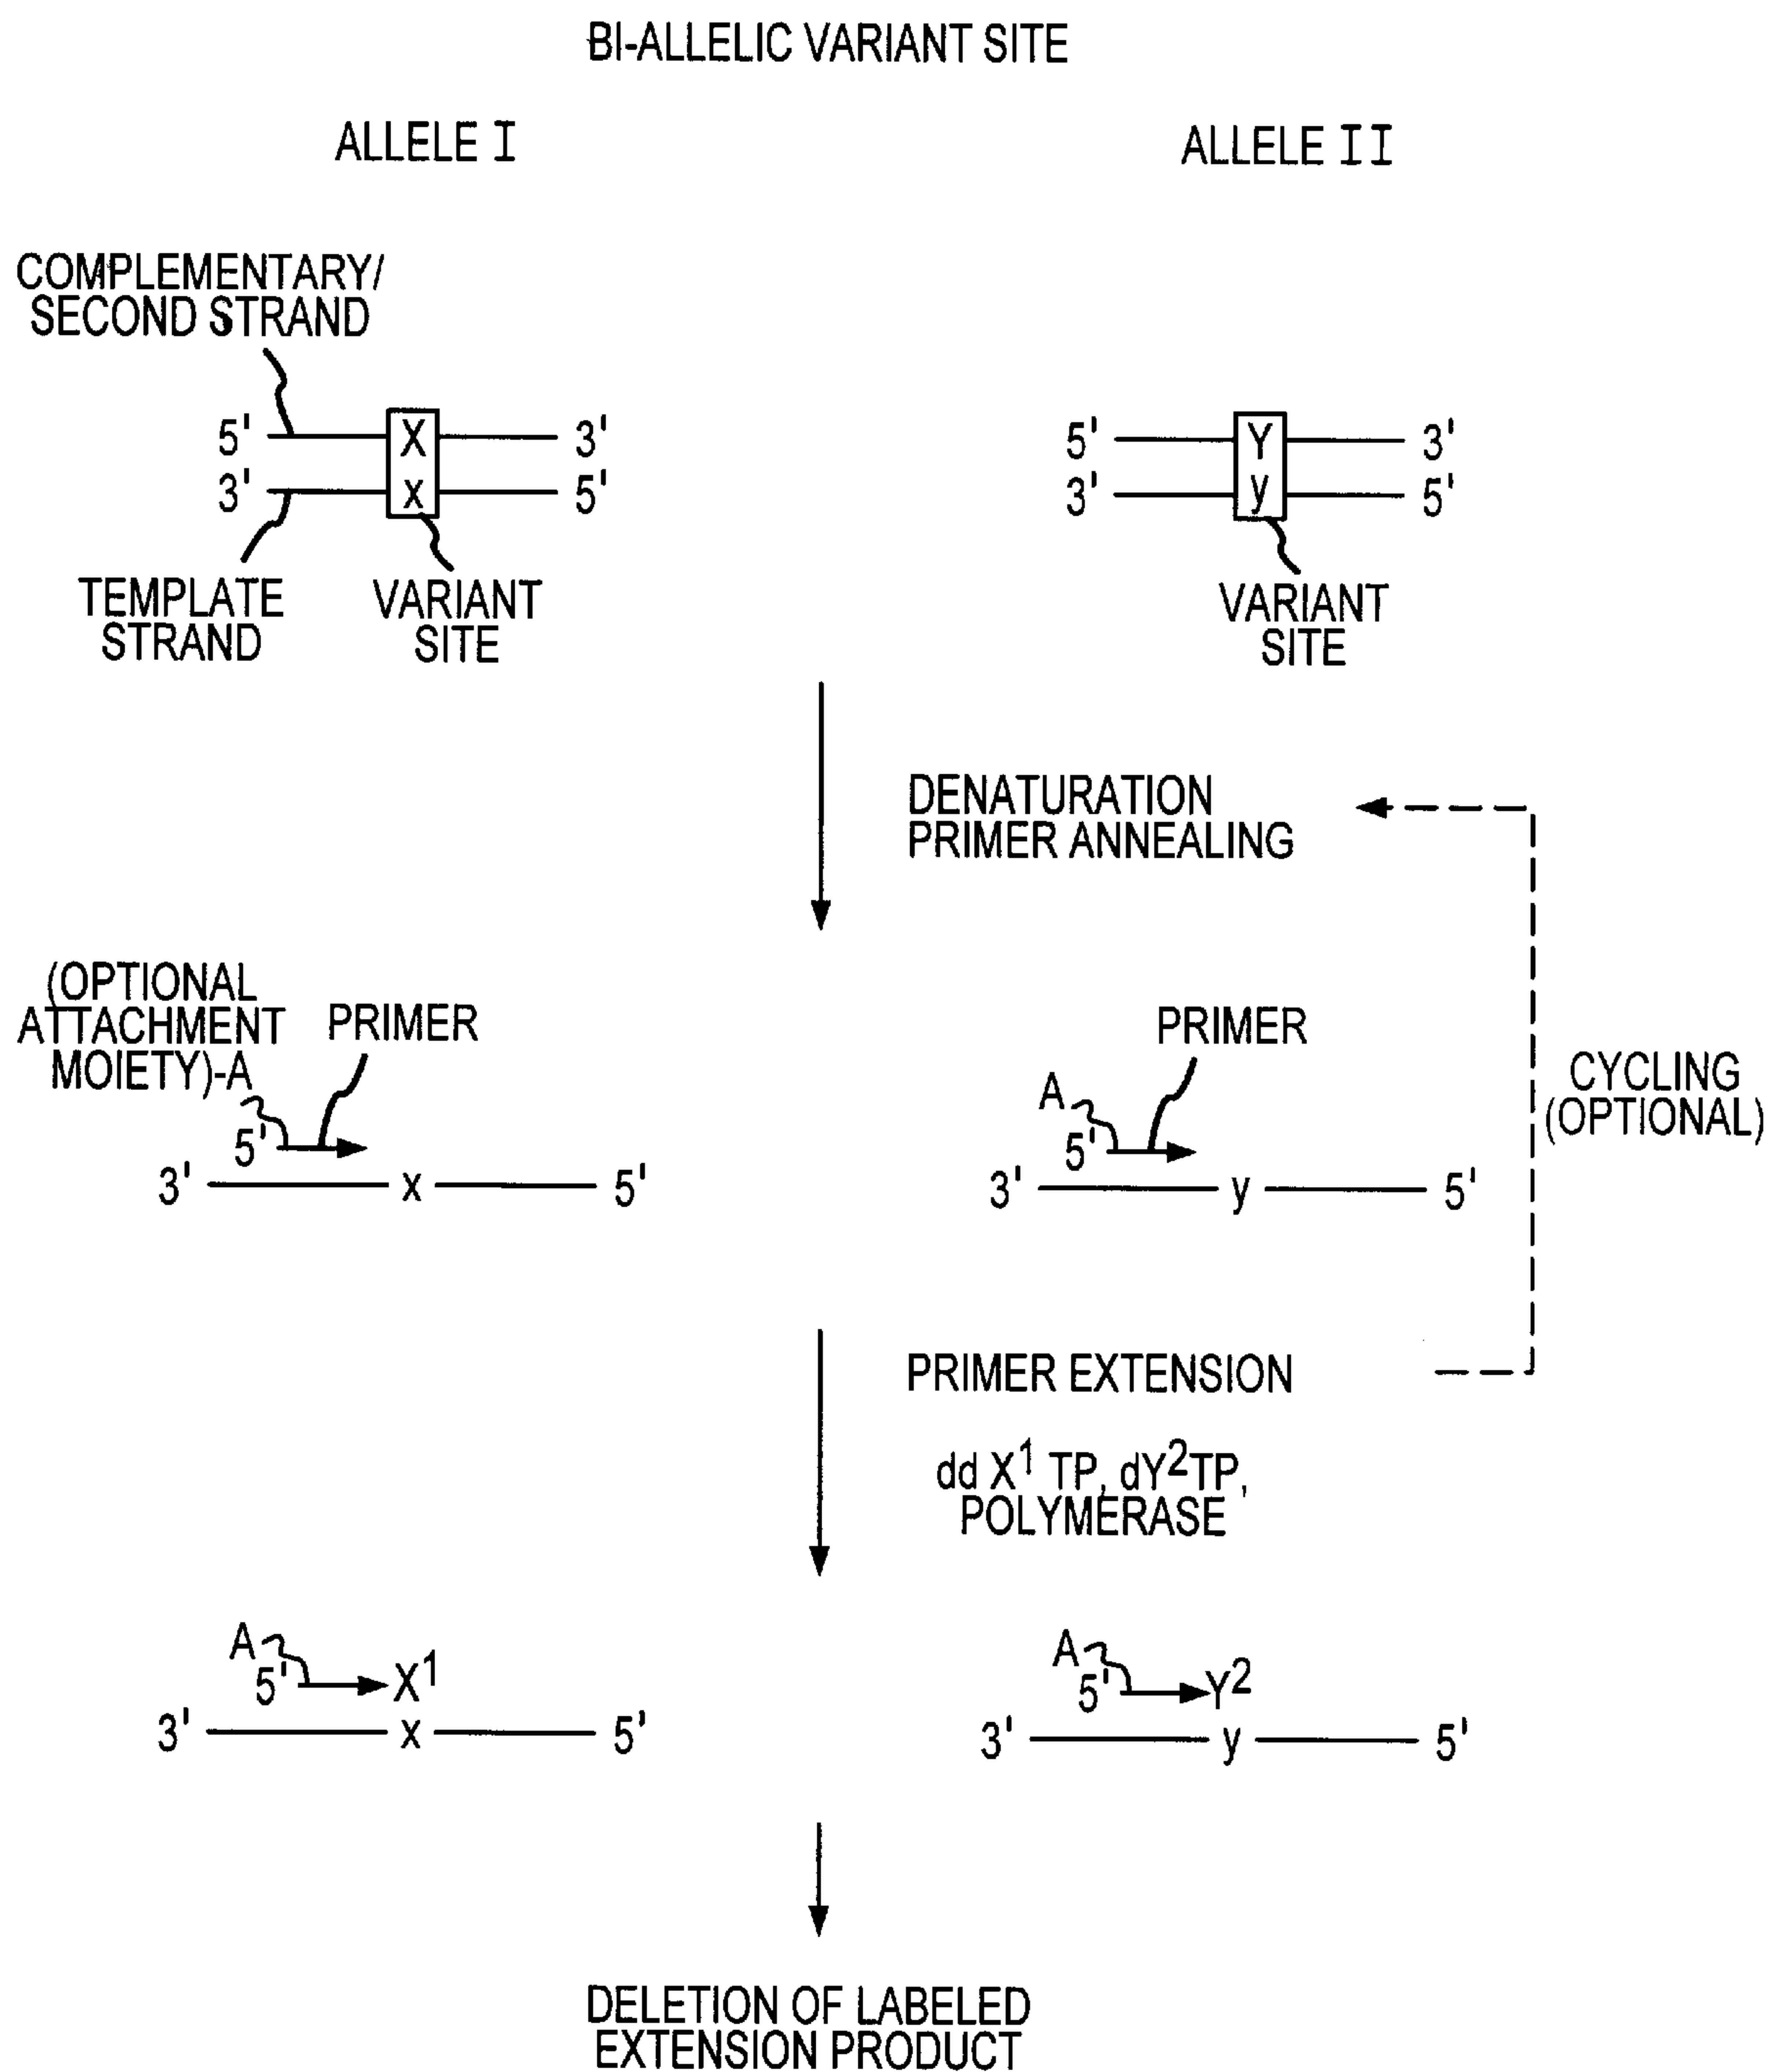 BI-ALLELIC VARIANT SITE
ALLELE I
ALLELE II
COMPLEMENTARY/
SECOND STRAND
5' X 3'
3' x 5'
TEMPLATE
STRAND
VARIANT
SITE
5' Y 3'
3' y 5'
VARIANT
SITE
DENATURATION
PRIMER ANNEALING
(OPTIONAL
ATTACHMENT
MOIETY)-A
PRIMER
5'
3' x 5'
PRIMER
A
5'
3' y 5'
CYCLING
(OPTIONAL)
PRIMER EXTENSION
dd X¹ TP, dY²TP,
POLYMERASE
A
5' X¹
3' x 5'
A
5' Y²
3' y 5'
DELETION OF LABELED
EXTENSION PRODUCT